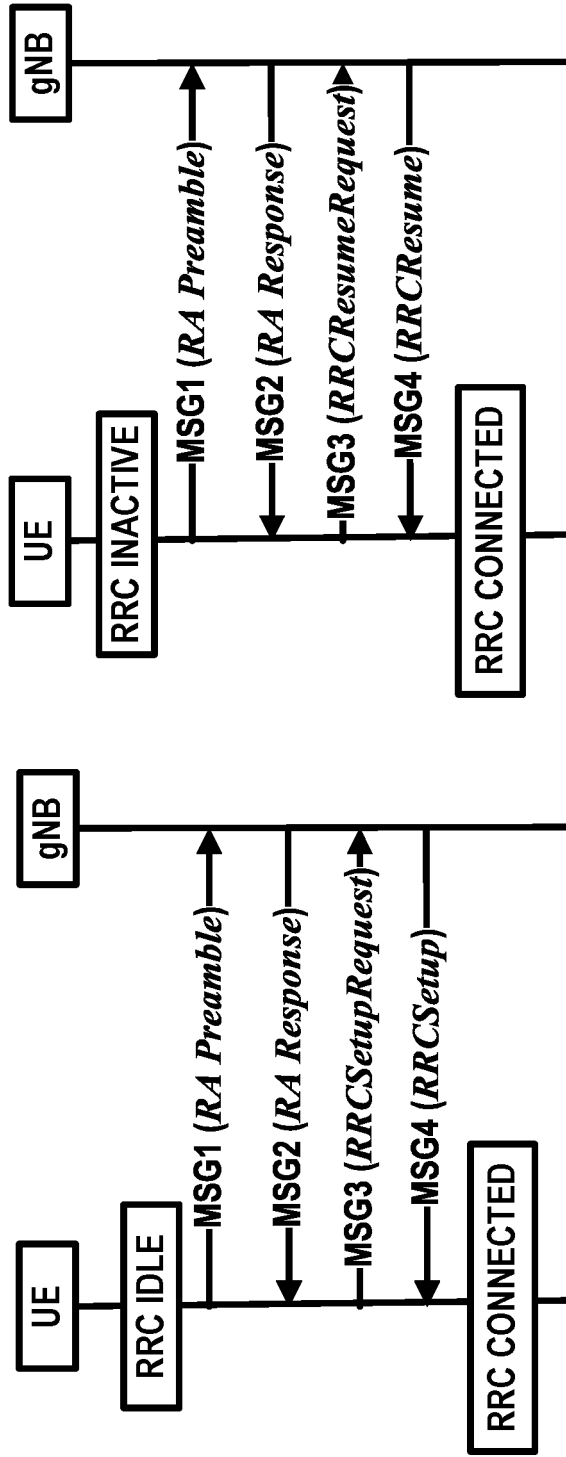 UE
gNB
RRC IDLE
MSG1 (RA Preamble)
MSG2 (RA Response)
MSG3 (RRCSetupRequest)
MSG4 (RRCSetup)
RRC CONNECTED
UE
gNB
RRC INACTIVE
MSG1 (RA Preamble)
MSG2 (RA Response)
MSG3 (RRCResumeRequest)
MSG4 (RRCResume)
RRC CONNECTED